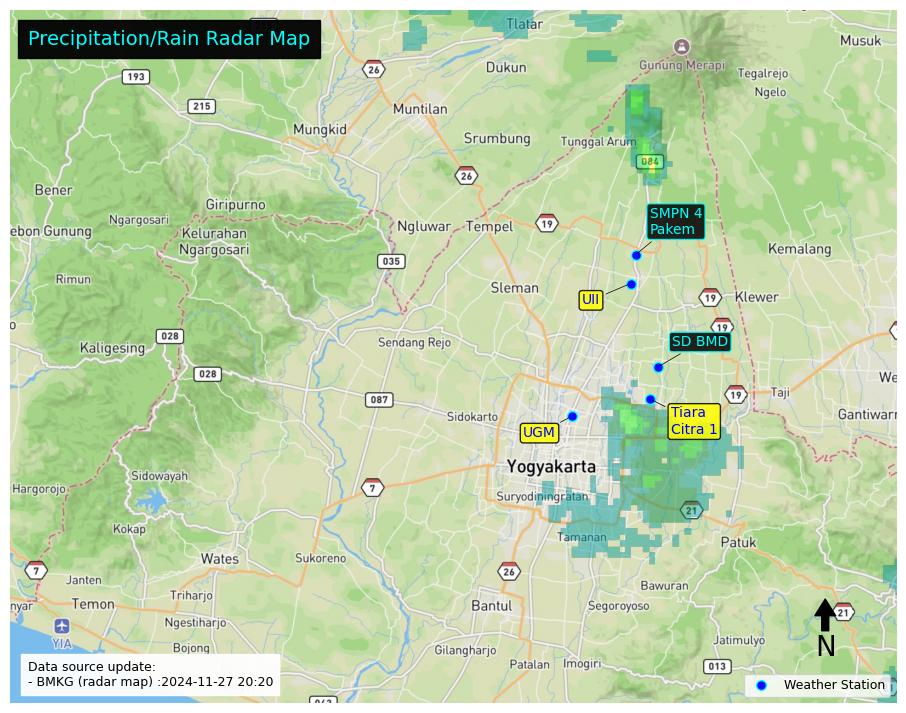 Precipitation/Rain Radar Map
Tlatar
Musuk
Gunung Merapi
26
Dukun
Tegalrejo
193
Ngelo
215
Muntilan
Mungkid
Srumbung
Tunggal Arum
084
26
Bener
Giripurno
SMPN 4
Pakem
Ngargosari
ebon Gunung
Kelurahan
Ngargosari
Ngluwar
Tempel
19
Kemalang
035
Rimun
Sleman
UII
19
Klewer
19
028
Kaligesing
Sendang Rejo
SD BMD
028
We
087
19
Taji
Sidokarto
Tiara
Citra 1
Gantiwarn
UGM
Yogyakarta
Sidowayah
Hargorojo
7
Suryodiningratan
21
Kokap
Tamanan
Patuk
Wates
Sukoreno
7
26
Janten
Bawuran
Triharjo
nyar
Temon
Bantul
Segoroyoso
21
Ngestiharjo
YIA
N
Jatimulyo
Bojong
Gilangharjo
Patalan
Imogiri
013
Data source update:
- BMKG (radar map) :2024-11-27 20:20
Weather Station